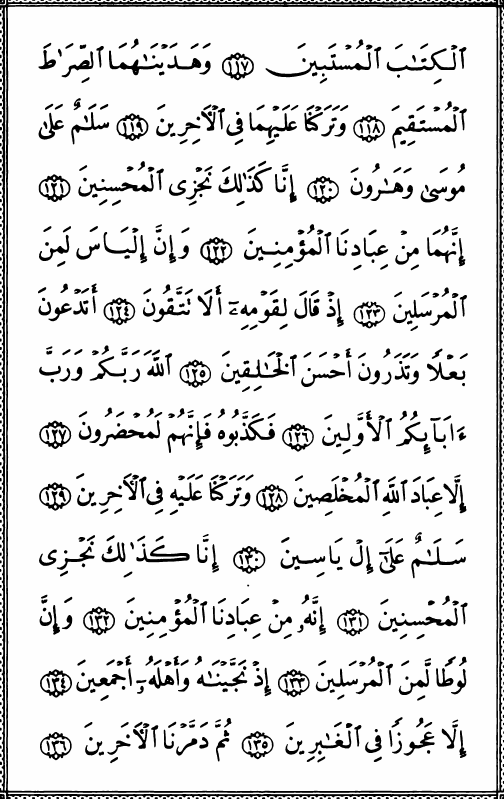 ٱلْكِتَـٰبَ ٱلْمُسْتَبِينَ ١١٧ وَهَدَيْنَـٰهُمَا ٱلصِّرَٰطَ
ٱلْمُسْتَقِيمَ ١١٨ وَتَرَكْنَا عَلَيْهِمَا فِى ٱلْأَخِرِينَ ١١٩ سَلَـٰمٌ عَلَىٰ
مُوسَىٰ وَهَـٰرُونَ ١٢٠ إِنَّا كَذَٰلِكَ نَجْزِى ٱلْمُحْسِنِينَ ١٢١
إِنَّهُمَا مِنْ عِبَادِنَا ٱلْمُؤْمِنِينَ ١٢٢ وَإِنَّ إِلْيَاسَ لَمِنَ
ٱلْمُرْسَلِينَ ١٢٣ إِذْ قَالَ لِقَوْمِهِۦٓ أَلَا تَتَّقُونَ ١٢٤ أَتَدْعُونَ
بَعْلًا وَتَذَرُونَ أَحْسَنَ ٱلْخَـٰلِقِينَ ١٢٥ ٱللَّهَ رَبَّكُمْ وَرَبَّ
ءَابَآئِكُمُ ٱلْأَوَّلِينَ ١٢٦ فَكَذَّبُوهُ فَإِنَّهُمْ لَمُحْضَرُونَ ١٢٧
إِلَّا عِبَادَ ٱللَّهِ ٱلْمُخْلَصِينَ ١٢٨ وَتَرَكْنَا عَلَيْهِ فِى ٱلْأَخِرِينَ ١٢٩
سَلَـٰمٌ عَلَىٰٓ إِلْ يَاسِينَ ١٣٠ إِنَّا كَذَٰلِكَ نَجْزِى
ٱلْمُحْسِنِينَ ١٣١ إِنَّهُۥ مِنْ عِبَادِنَا ٱلْمُؤْمِنِينَ ١٣٢ وَإِنَّ
لُوطًا لَّمِنَ ٱلْمُرْسَلِينَ ١٣٣ إِذْ نَجَّيْنَـٰهُ وَأَهْلَهُۥٓ أَجْمَعِينَ ١٣٤
إِلَّا عَجُوزًا فِى ٱلْغَـٰبِرِينَ ١٣٥ ثُمَّ دَمَّرْنَا ٱلْأَخَرِينَ ١٣٦